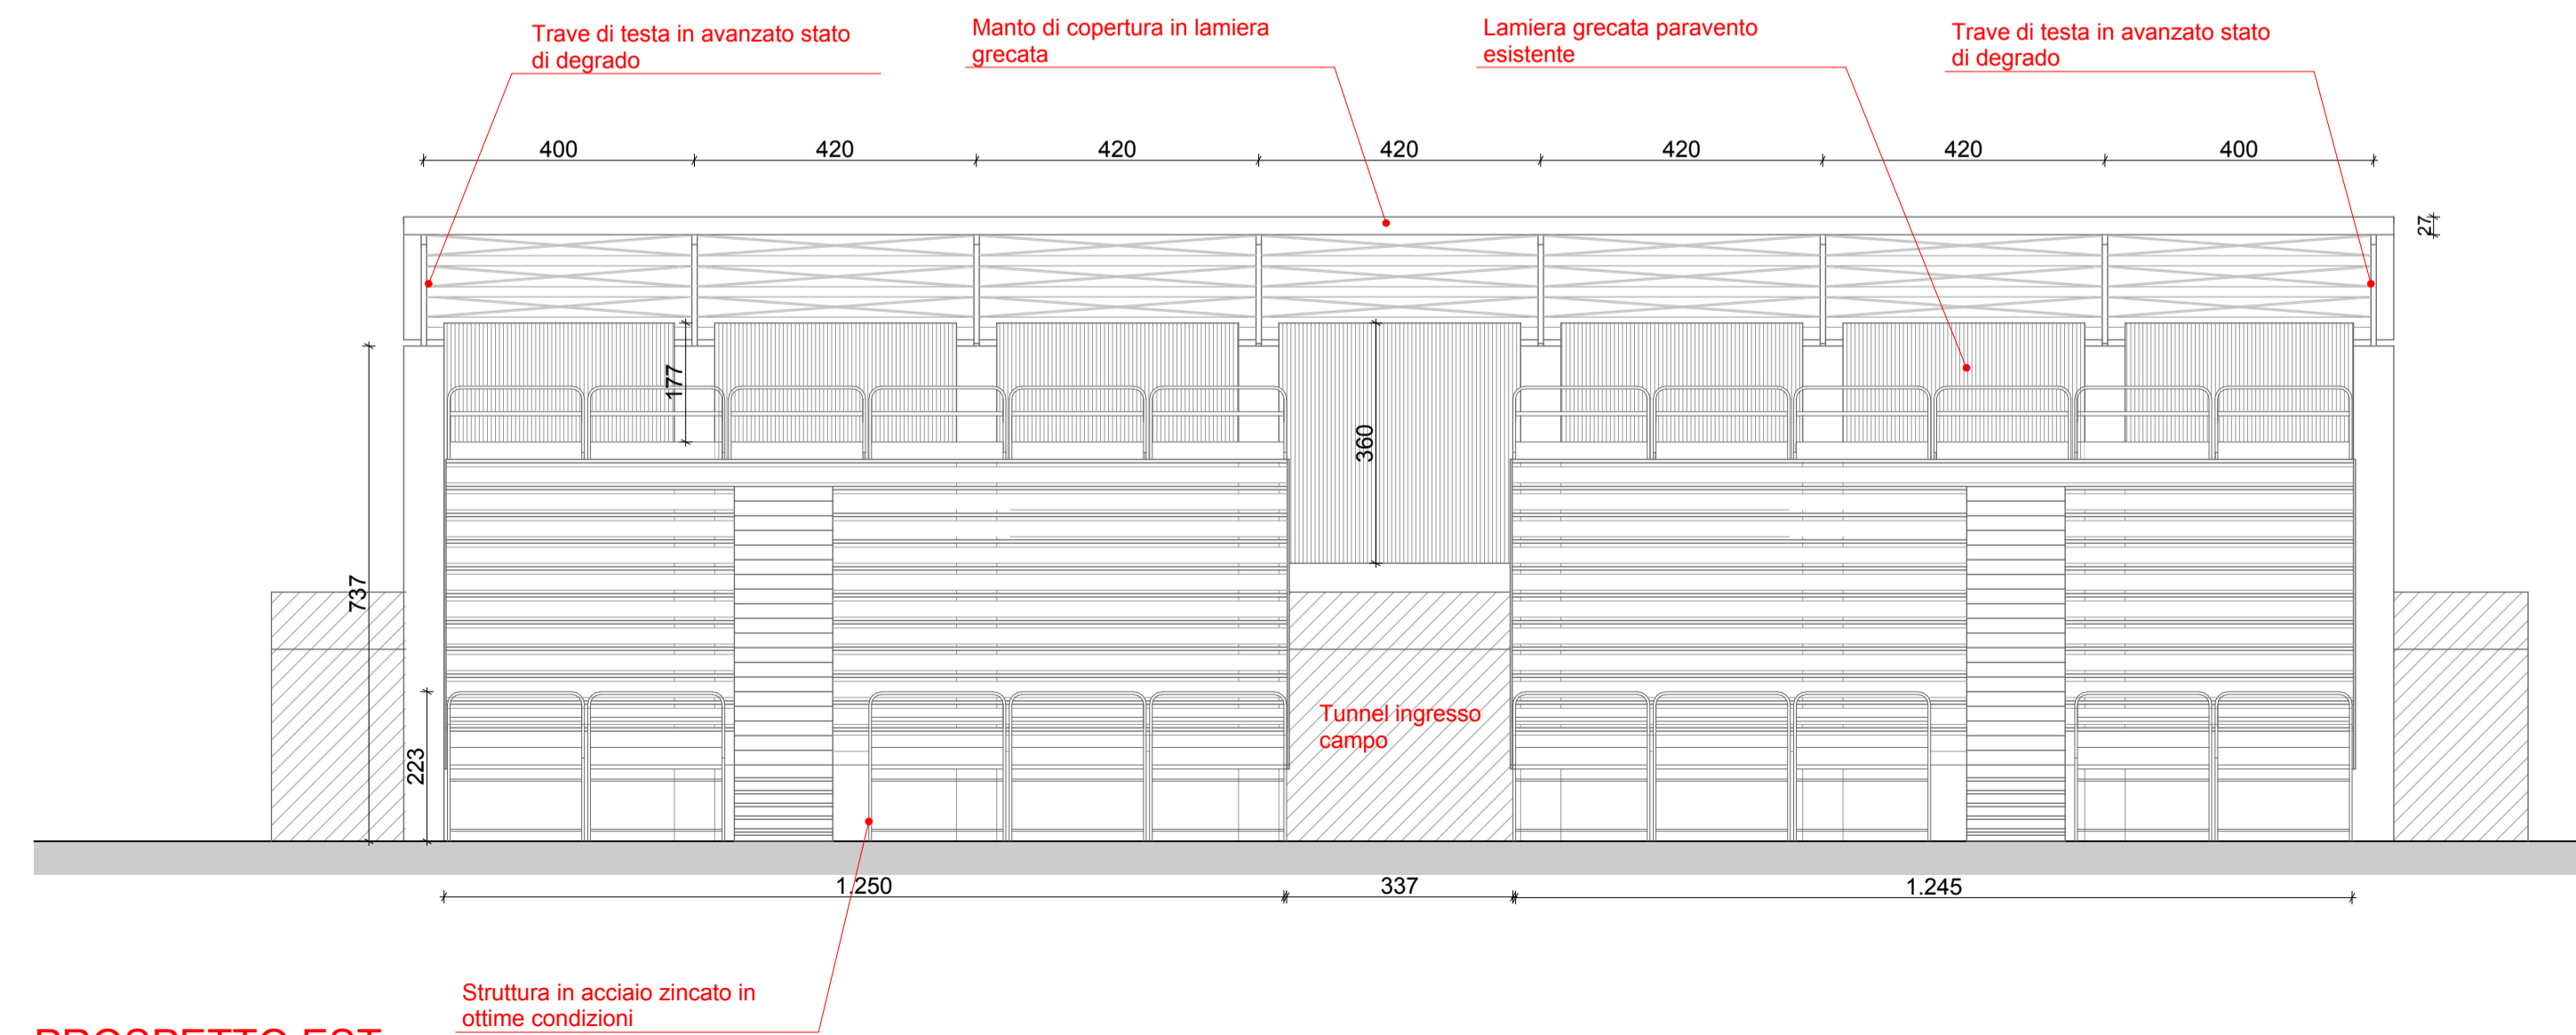 Trave di testa in avanzato stato
di degrado
Manto di copertura in lamiera
grecata
Lamiera grecata paravento
esistente
Trave di testa in avanzato stato
di degrado
400 420 420 420 420 420 400
27
177
360
737
223
Tunnel ingresso
campo
1.250 337 1.245
Struttura in acciaio zincato in
ottime condizioni
PROSPETTO EST